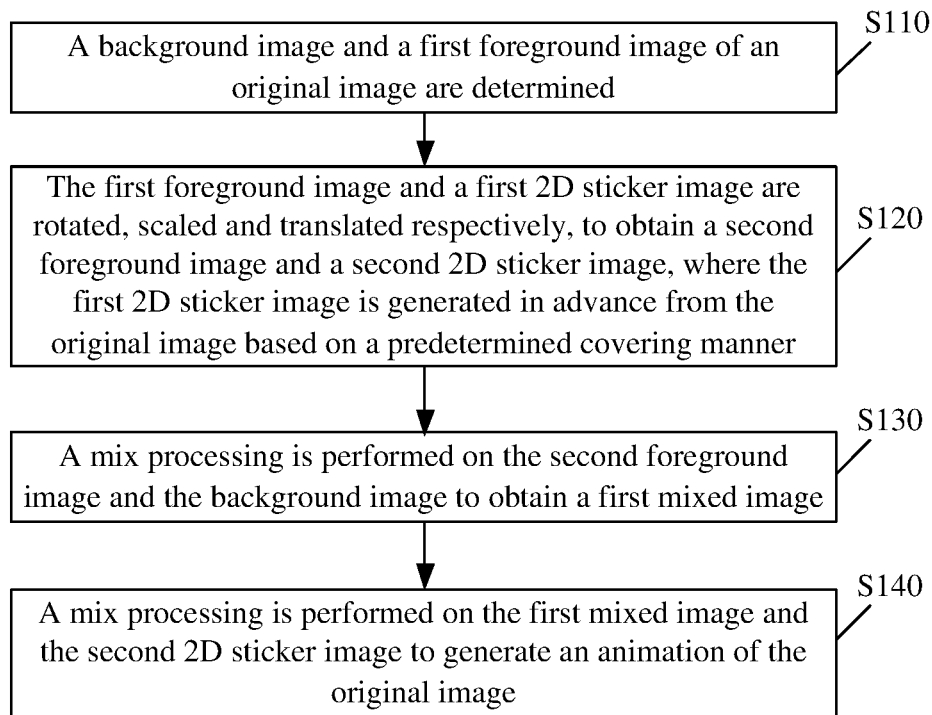 S110
A background image and a first foreground image of an
original image are determined
S120
The first foreground image and a first 2D sticker image are
rotated, scaled and translated respectively, to obtain a second
foreground image and a second 2D sticker image, where the
first 2D sticker image is generated in advance from the
original image based on a predetermined covering manner
S130
A mix processing is performed on the second foreground
image and the background image to obtain a first mixed image
S140
A mix processing is performed on the first mixed image and
the second 2D sticker image to generate an animation of the
original image